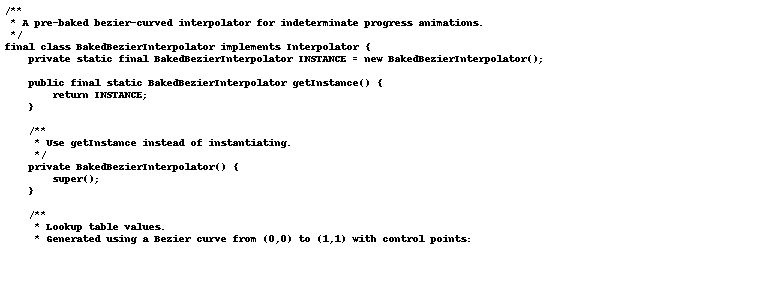 /**
 * A pre-baked bezier-curved interpolator for indeterminate progress animations.
 */
final class BakedBezierInterpolator implements Interpolator {
    private static final BakedBezierInterpolator INSTANCE = new BakedBezierInterpolator();

    public final static BakedBezierInterpolator getInstance() {
        return INSTANCE;
    }

    /**
     * Use getInstance instead of instantiating.
     */
    private BakedBezierInterpolator() {
        super();
    }

    /**
     * Lookup table values.
     * Generated using a Bezier curve from (0,0) to (1,1) with control points: